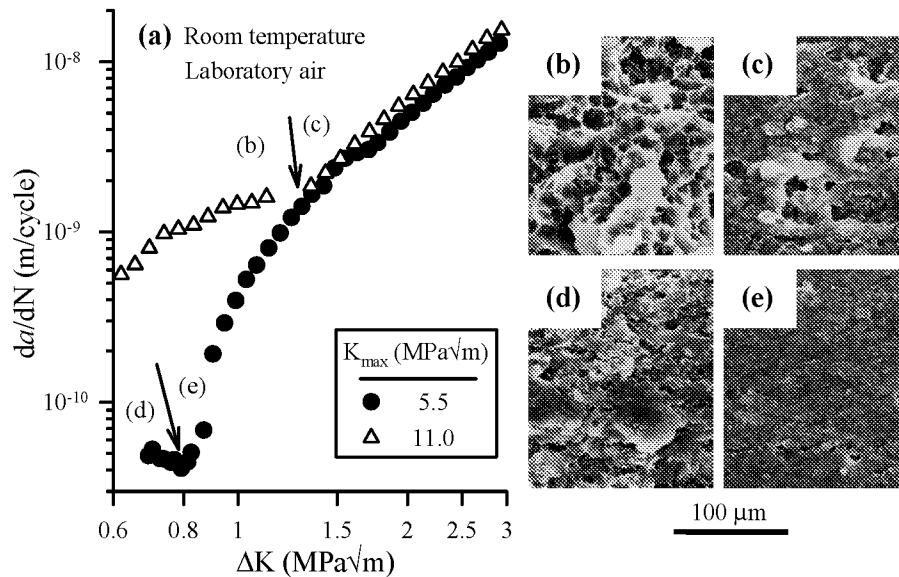 (a) Room temperature
Laboratory air
10⁻⁸
10⁻⁹
10⁻¹⁰
da/dN (m/cycle)
(b)
(c)
(d)
(e)
Kmax (MPa√m)
5.5
11.0
0.6 0.8 1 1.5 2 2.5 3
ΔK (MPa√m)
(b)
(c)
(d)
(e)
100 μm